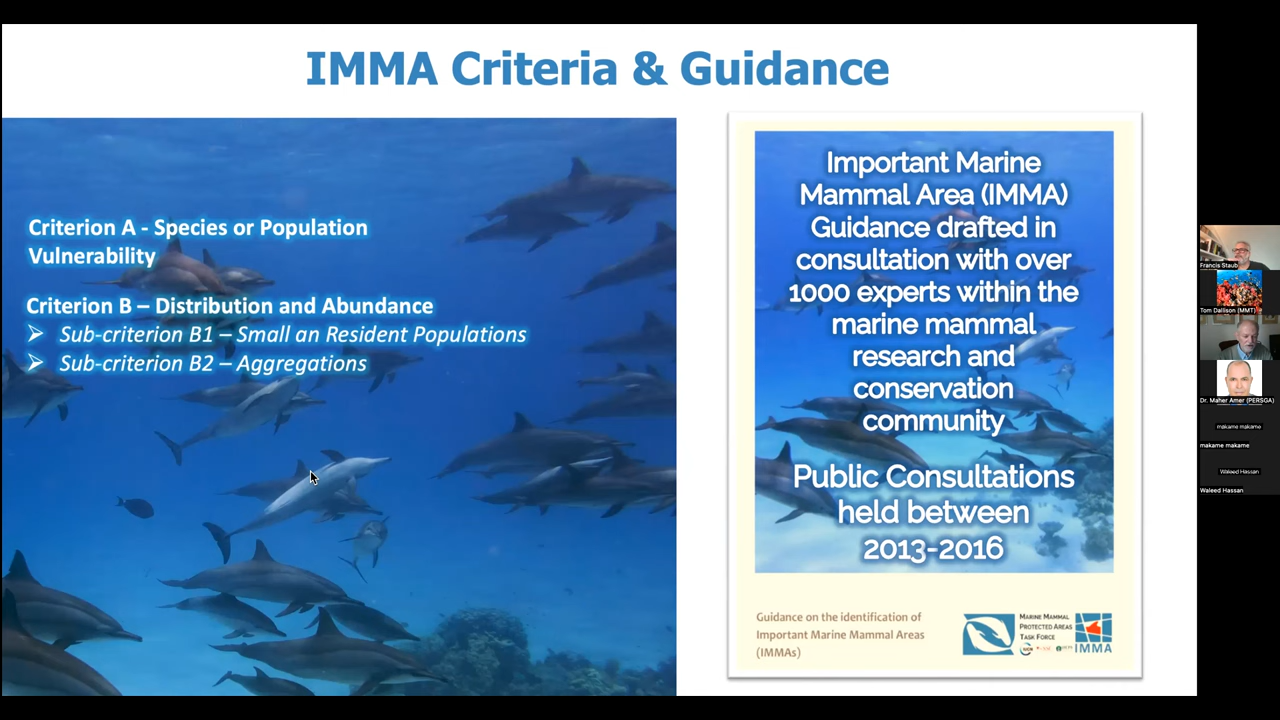 IMMA Criteria & Guidance
Criterion A - Species or Population
Vulnerability
Criterion B – Distribution and Abundance
➢ Sub-criterion B1 – Small an Resident Populations
➢ Sub-criterion B2 – Aggregations
Important Marine
Mammal Area (IMMA)
Guidance drafted in
consultation with over
1000 experts within the
marine mammal
research and
conservation
community
Public Consultations
held between
2013-2016
Guidance on the identification of
Important Marine Mammal Areas
(IMMAs)
MARINE MAMMAL
PROTECTED AREAS
TASK FORCE
IMMA
Francis Staub
Tom Dallison (MMT)
Dr. Maher Amer (PERSGA)
makame makame
makame makame
Waleed Hassan
Waleed Hassan